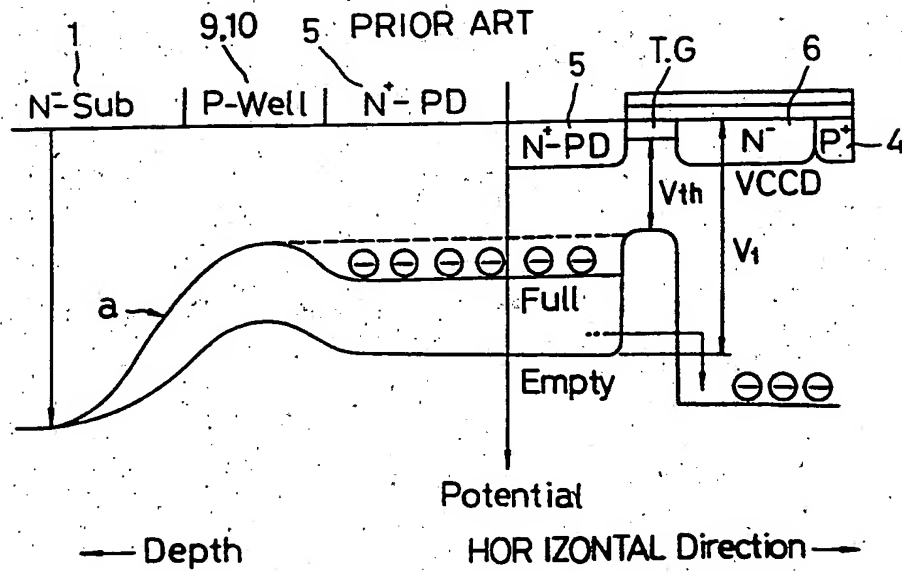 PRIOR ART
1
9.10
5
N⁻-Sub
P-Well
N⁺-PD
5
T.G
6
N⁺-PD
N⁻
P⁺
4
VCCD
Vth
V1
a
Full
Empty
Potential
Depth
HOR IZONTAL Direction